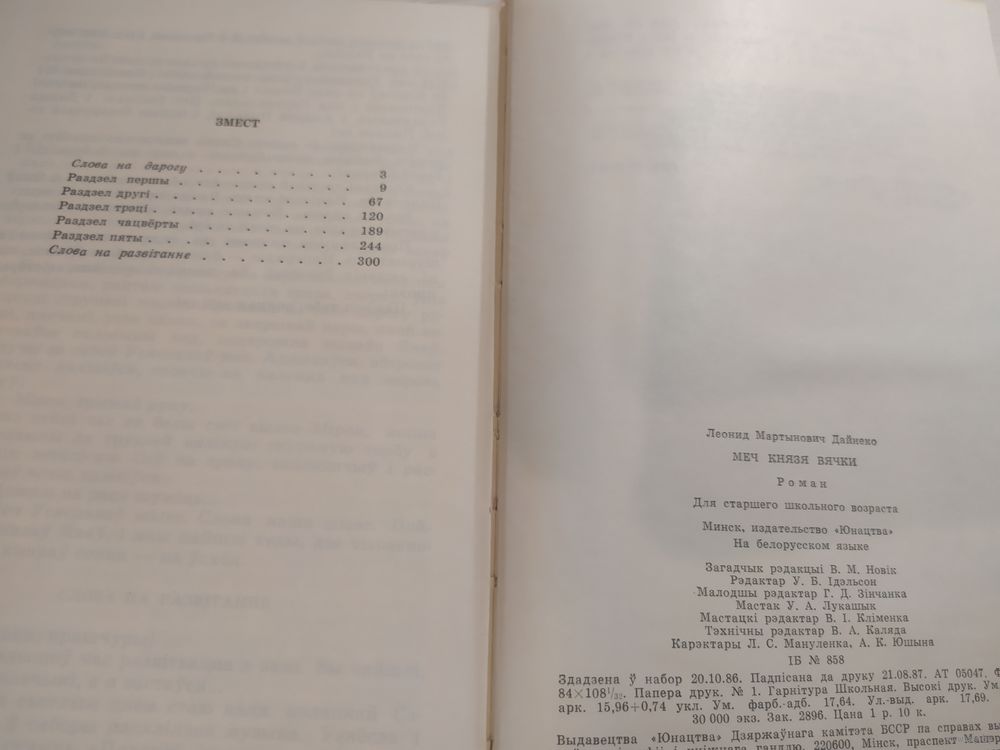 ЗМЕСТ
Слова на дарогу . . . . . . . . . 3
Раздзел першы . . . . . . . . . . 9
Раздзел другі . . . . . . . . . . . 67
Раздзел трэці . . . . . . . . . . . 120
Раздзел чацвёрты . . . . . . . . . 189
Раздзел пяты . . . . . . . . . . . 244
Слова на развітанне . . . . . . . . 300
Леонид Мартынович Дайнеко
МЕЧ КНЯЗЯ ВЯЧКИ
Роман
Для старшего школьного возраста
Минск, издательство «Юнацтва»
На белорусском языке
Загадчык рэдакцыі В. М. Новік
Рэдактар У. Б. Ідэльсон
Малодшы рэдактар Г. Д. Зінчанка
Мастак У. А. Лукашык
Мастацкі рэдактар В. І. Кліменка
Тэхнічны рэдактар В. А. Каляда
Карэктары Л. С. Мануленка, А. К. Юшына
ІБ № 858
Здадзена ў набор 20.10.86. Падпісана да друку 21.08.87. АТ 05047. Ф
84×108¹/₃₂. Папера друк. № 1. Гарнітура Школьная. Высокі друк. Ум.
арк. 15,96+0,74 укл. Ум. фарб.-адб. 17,64. Ул.-выд. арк. 17,69.
30 000 экз. Зак. 2896. Цана 1 р. 10 к.
Выдавецтва «Юнацтва» Дзяржаўнага камітэта БССР па справах
гандлю. 220600, Мінск, праспект